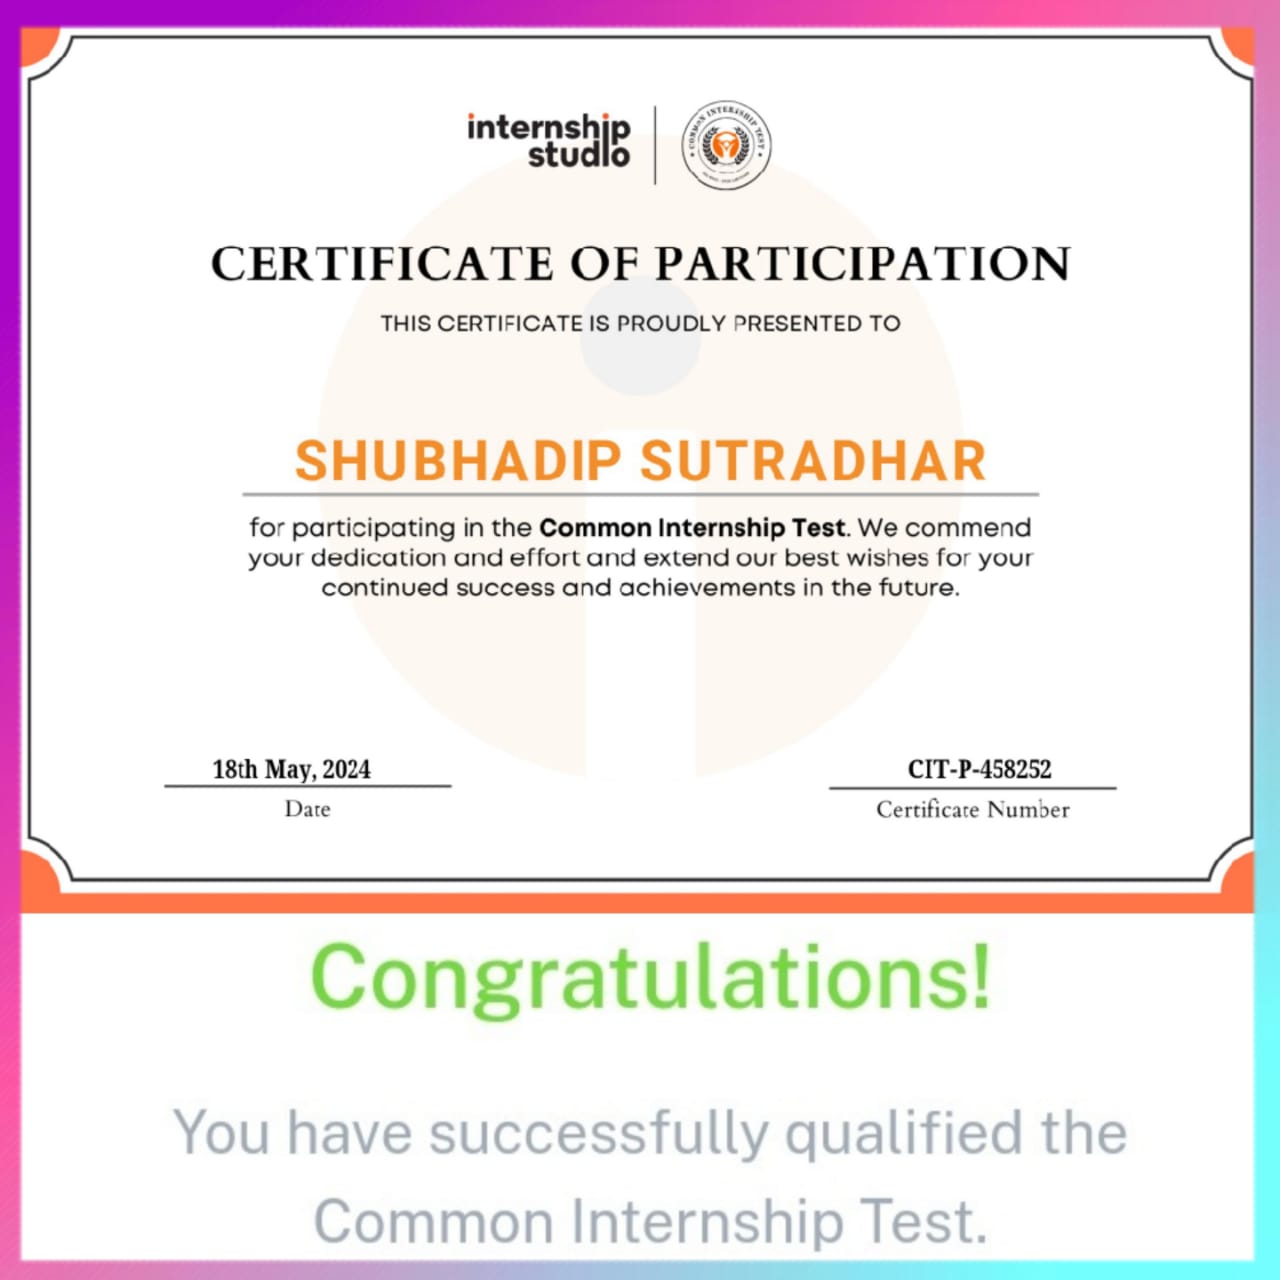 internship
studio
COMMON INTERNSHIP TEST
CERTIFICATE OF PARTICIPATION
THIS CERTIFICATE IS PROUDLY PRESENTED TO
SHUBHADIP SUTRADHAR
for participating in the Common Internship Test. We commend
your dedication and effort and extend our best wishes for your
continued success and achievements in the future.
18th May, 2024
CIT-P-458252
Date
Certificate Number
Congratulations!
You have successfully qualified the
Common Internship Test.